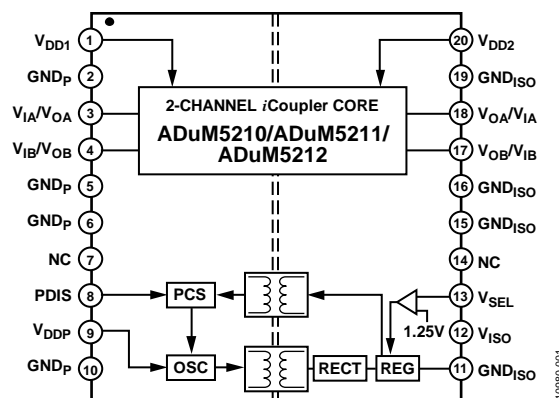 VDD1 1
GNDP 2
VIA/VOA 3
VIB/VOB 4
GNDP 5
GNDP 6
NC 7
PDIS 8
VDDP 9
GNDP 10
2-CHANNEL iCoupler CORE
ADuM5210/ADuM5211/
ADuM5212
PCS
OSC
RECT
REG
1.25V
20 VDD2
19 GNDISO
18 VOA/VIA
17 VOB/VIB
16 GNDISO
15 GNDISO
14 NC
13 VSEL
12 VISO
11 GNDISO
10980-001